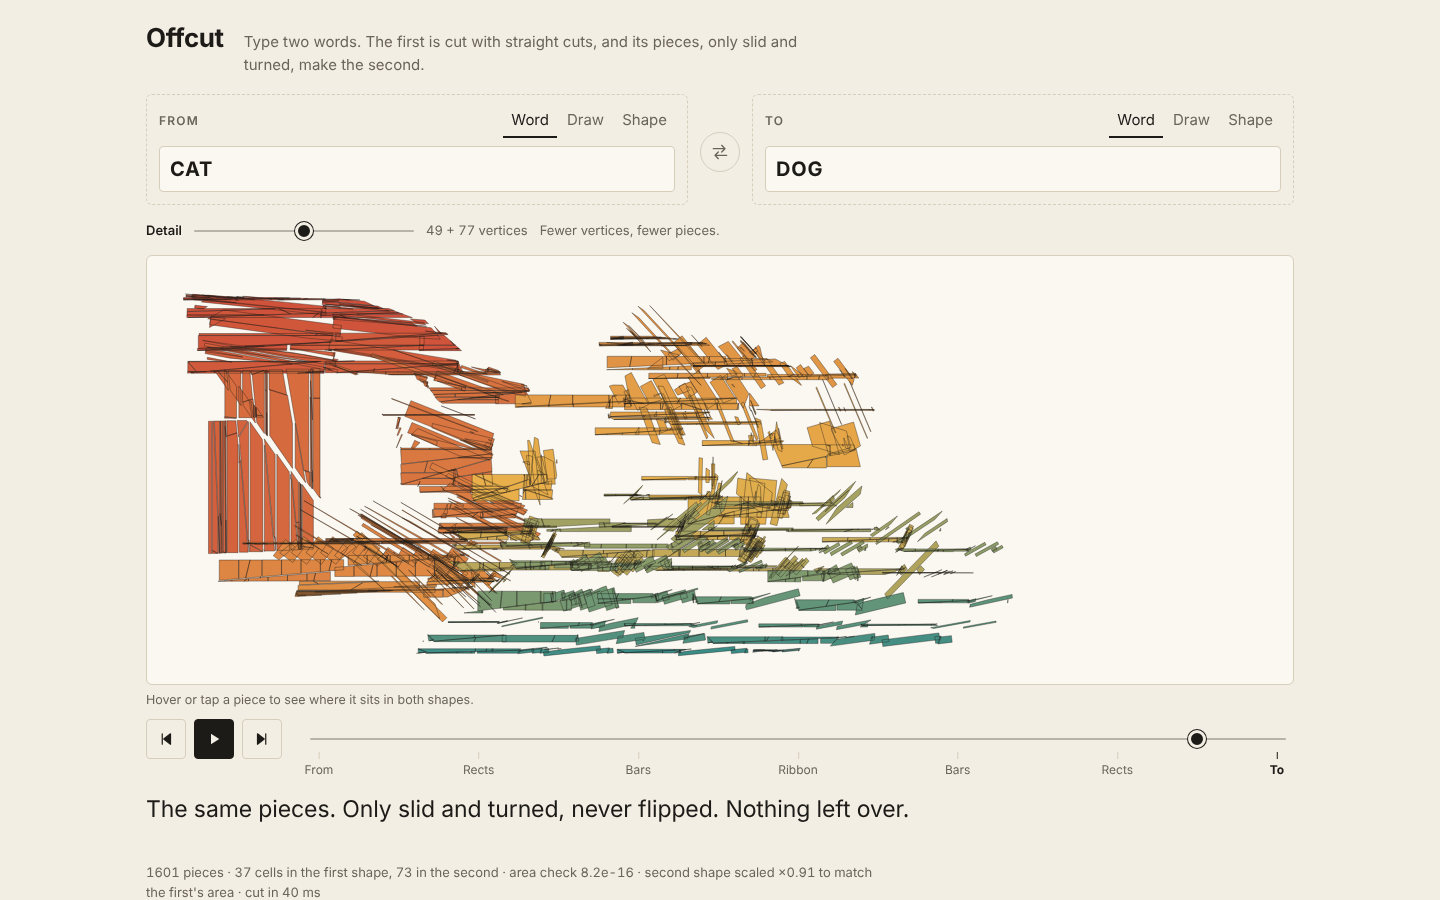 Offcut
Type two words. The first is cut with straight cuts, and its pieces, only slid and
turned, make the second.
FROM
Word Draw Shape
CAT
TO
Word Draw Shape
DOG
Detail
49 + 77 vertices Fewer vertices, fewer pieces.
Hover or tap a piece to see where it sits in both shapes.
From Rects Bars Ribbon Bars Rects To
The same pieces. Only slid and turned, never flipped. Nothing left over.
1601 pieces · 37 cells in the first shape, 73 in the second · area check 8.2e-16 · second shape scaled ×0.91 to match
the first's area · cut in 40 ms